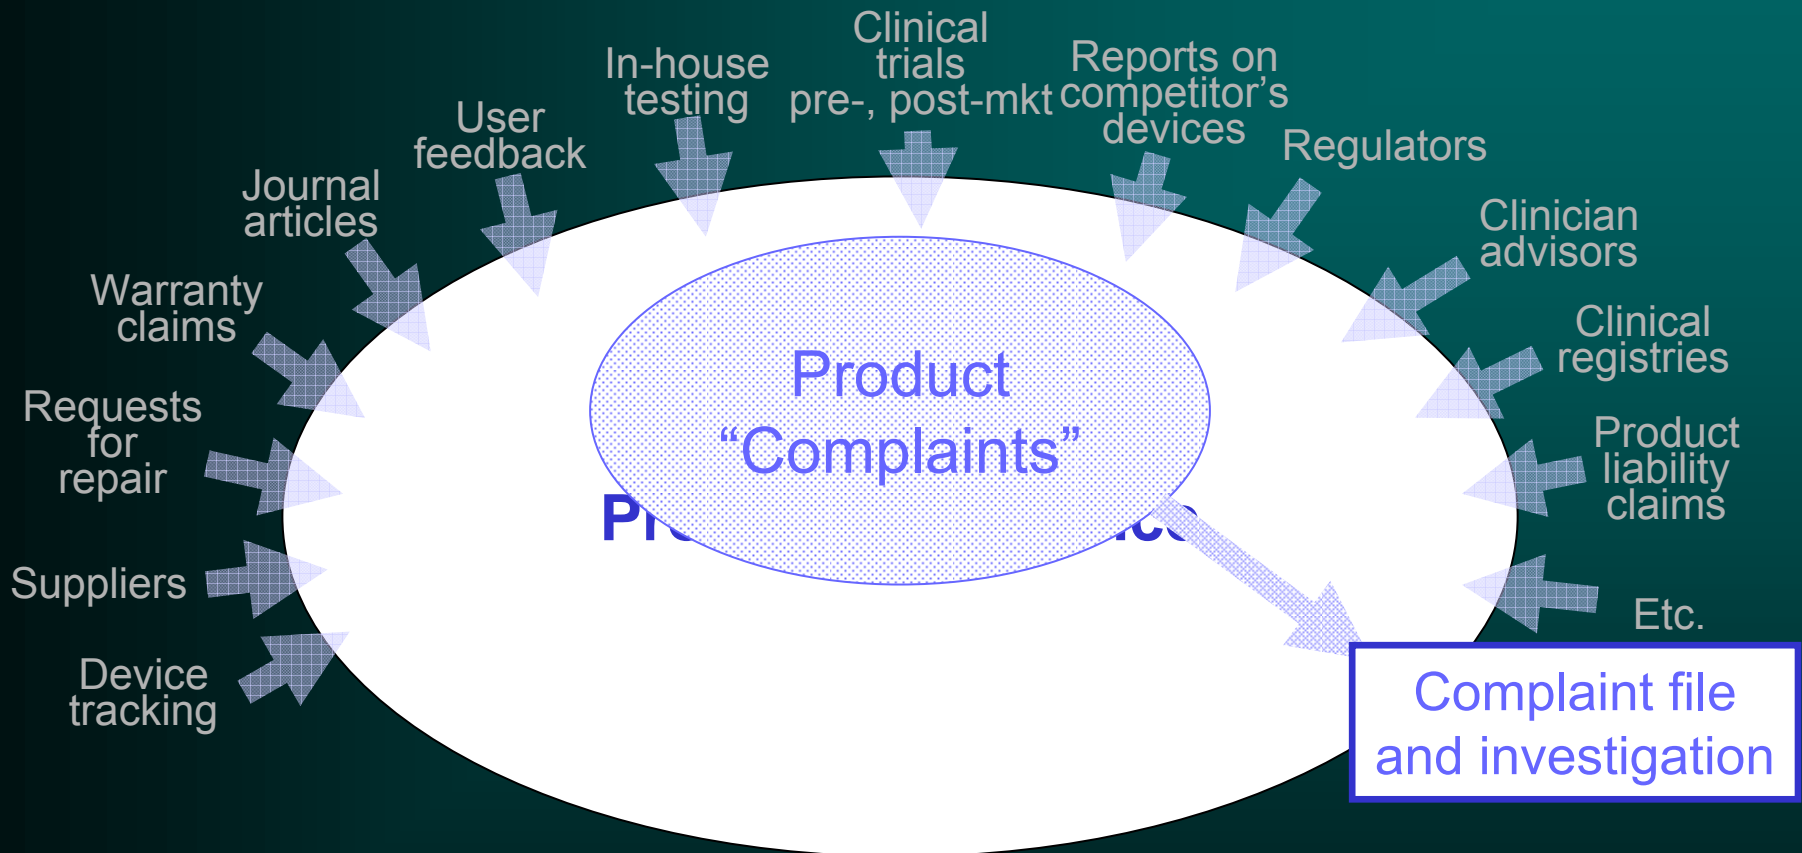 Clinical
trials
pre-, post-mkt
In-house
testing
Reports on
competitor’s
devices
User
feedback
Regulators
Journal
articles
Clinician
advisors
Warranty
claims
Clinical
registries
Requests
for
repair
Product
liability
claims
Product
“Complaints”
Suppliers
Etc.
Device
tracking
Complaint file
and investigation